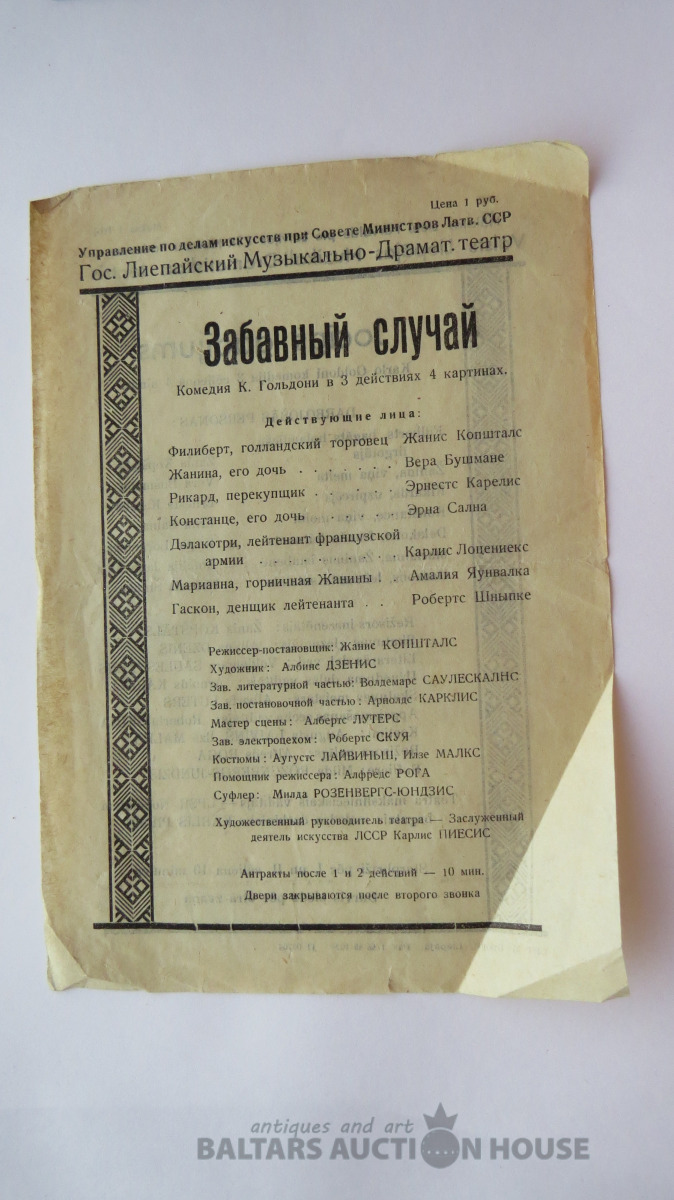 Цена 1 руб.
Управление по делам искусств при Совете Министров Латв. ССР
Гос. Лиепайский Музыкально-Драмат. театр
Забавный случай
Комедия К. Гольдони в 3 действиях 4 картинах.
Действующие лица:
Филиберт, голландский торговец Жанис Копшталс
Жанина, его дочь . . . . . . . Вера Бушмане
Рикард, перекупщик . . . . . . Эрнестс Карелис
Констанце, его дочь . . . . . Эрна Сална
Дэлакотри, лейтенант французской
армии . . . . . . . . . . Карлис Лоцениекс
Марианна, горничная Жанины . . Амалия Яунвалка
Гаскон, денщик лейтенанта . . Робертс Шныпке
Режиссер-постановщик: Жанис КОПШТАЛС
Художник: Албинс ДЗЕНИС
Зав. литературной частью: Волдемарс САУЛЕСКАЛНС
Зав. постановочной частью: Арволдс КАРКЛИС
Мастер сцены: Албертс ЛУТЕРС
Зав. электроцехом: Робертс СКУЯ
Костюмы: Аугустс ЛАЙВИНЬШ, Илзе МАЛКС
Помощник режиссера: Алфредс РОГА
Суфлер: Милда РОЗЕНВЕРГС-ЮНДЗИС
Художественный руководитель театра — Заслуженный
деятель искусства ЛССР Карлис ПИЕСИС
Антракты после 1 и 2 действий — 10 мин.
Двери закрываются после второго звонка
antiques and art
BALTARS AUCTION HOUSE